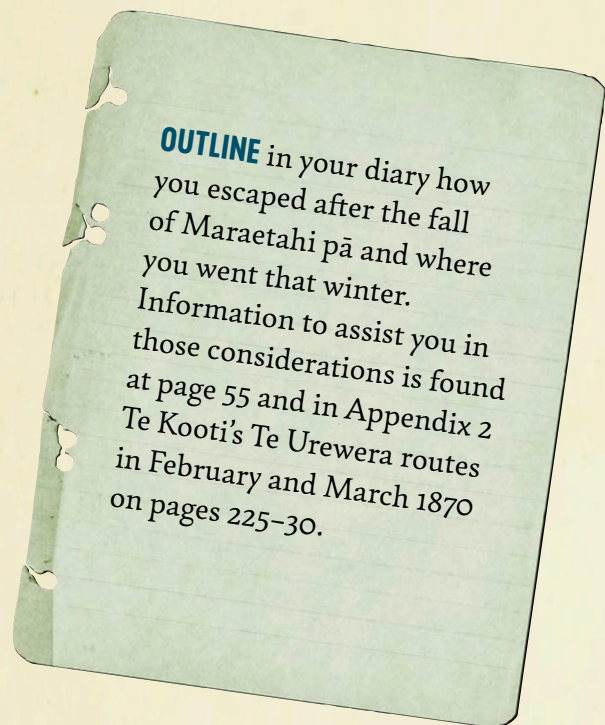 OUTLINE in your diary how
you escaped after the fall
of Maraetahi pā and where
you went that winter.
Information to assist you in
those considerations is found
at page 55 and in Appendix 2
Te Kooti’s Te Urewera routes
in February and March 1870
on pages 225–30.